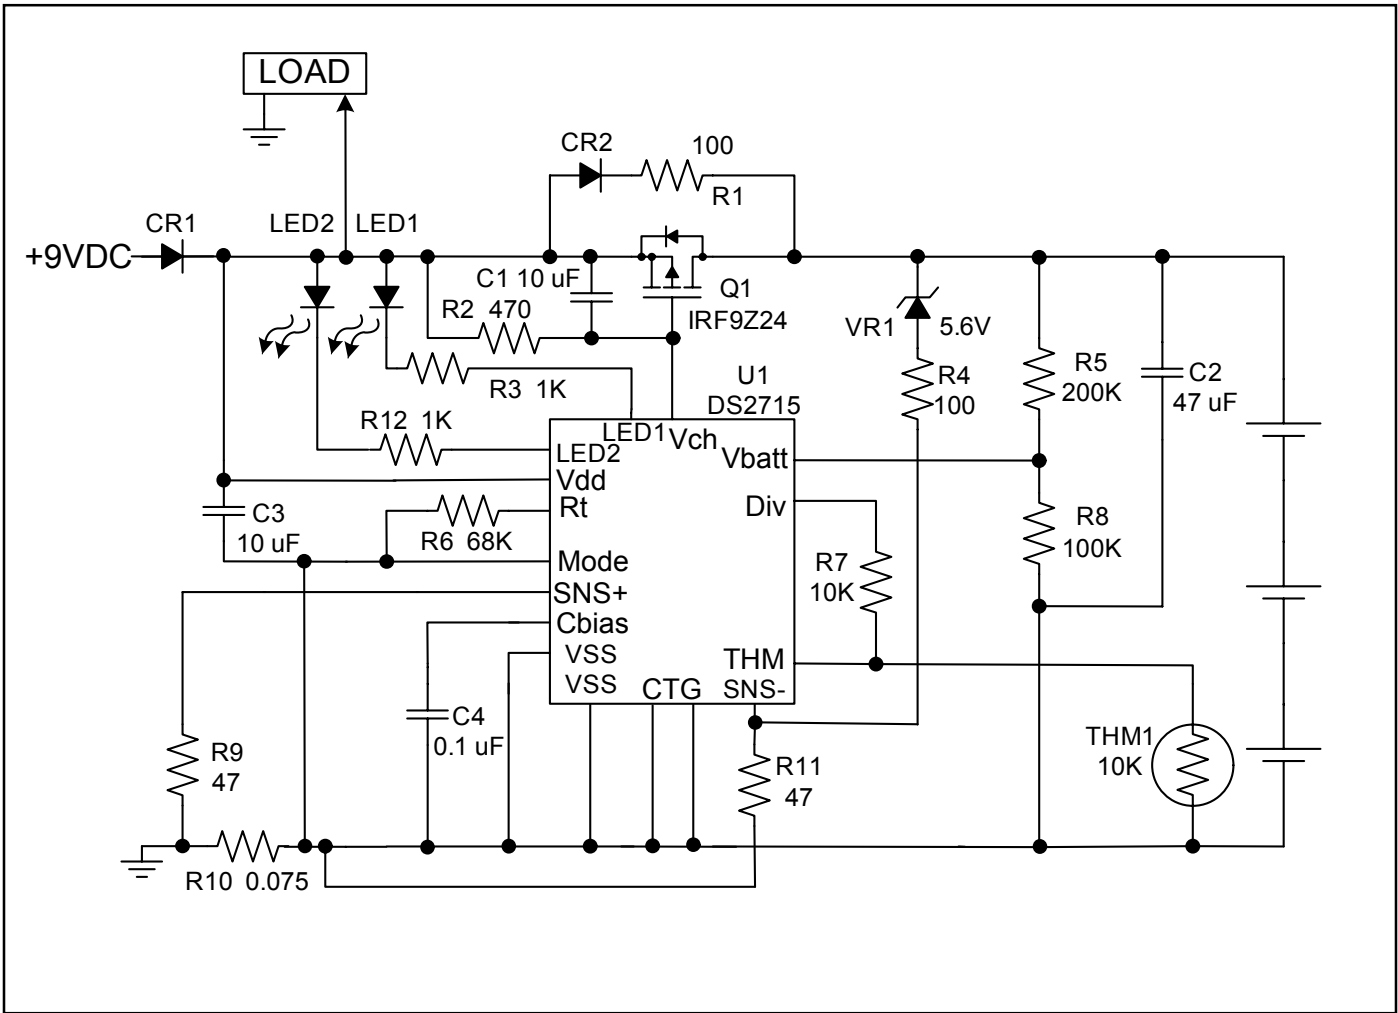 LOAD
CR2
100
R1
CR1
LED2
LED1
+9VDC
C1 10 uF
Q1
IRF9Z24
R2 470
VR1
5.6V
R3 1K
U1
DS2715
R4
100
R5
200K
C2
47 uF
R12 1K
LED1
Vch
LED2
Vbatt
Vdd
Rt
Div
C3
10 uF
R6 68K
R8
100K
Mode
R7
10K
SNS+
Cbias
VSS
THM
VSS
CTG
SNS-
C4
0.1 uF
R9
47
R11
47
THM1
10K
R10 0.075